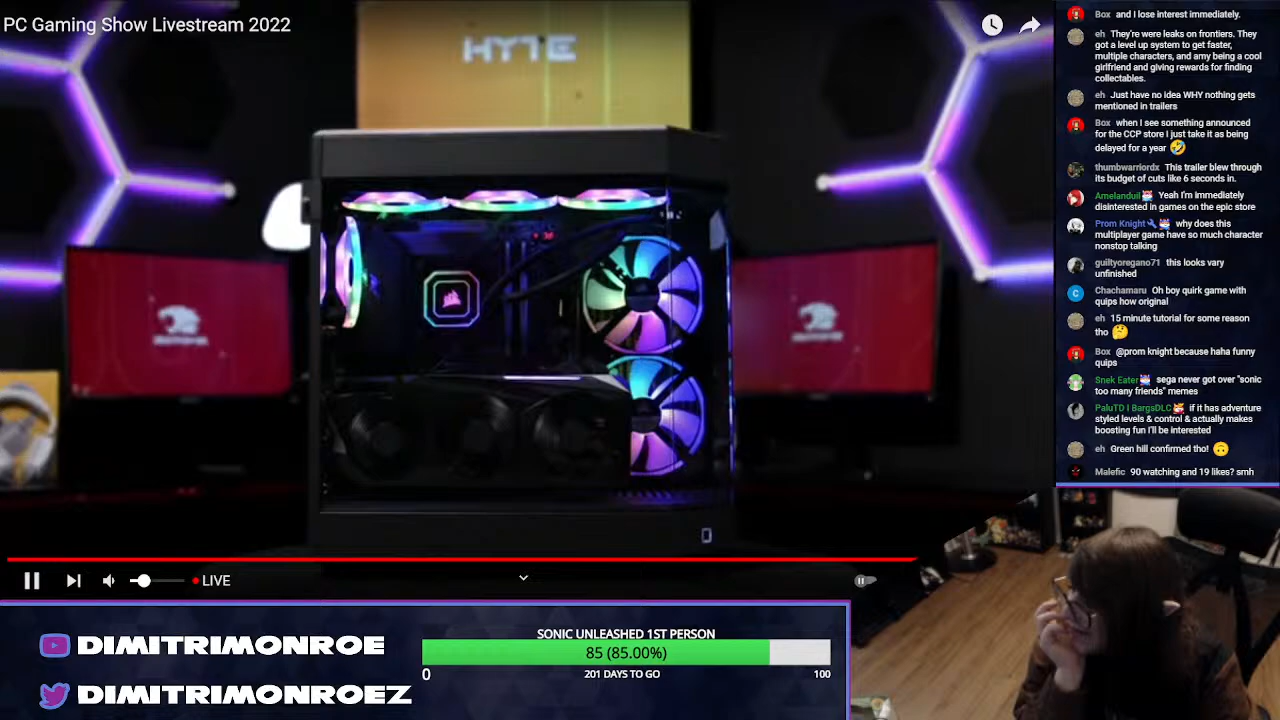 PC Gaming Show Livestream 2022
HYTE
LIVE
Box and I lose interest immediately.
eh They're were leaks on frontiers. They
got a level up system to get faster,
multiple characters, and amy being a cool
girlfriend and giving rewards for finding
collectables.
eh Just have no idea WHY nothing gets
mentioned in trailers
Box when I see something announced
for the CCP store I just take it as being
delayed for a year 🤣
thumbwarriordx This trailer blew through
its budget of cuts like 6 seconds in.
Amelanduil Yeah I'm immediately
disinterested in games on the epic store
Prom Knight why does this
multiplayer game have so much character
nonstop talking
guiltyoregano71 this looks vary
unfinished
C Chachamaru Oh boy quirk game with
quips how original
eh 15 minute tutorial for some reason
tho 🤔
Box @prom knight because haha funny
quips
Snek Eater sega never got over "sonic
too many friends" memes
PaluTD I BargsDLC if it has adventure
styled levels & control & actually makes
boosting fun I'll be interested
eh Green hill confirmed tho! 🙃
Malefic 90 watching and 19 likes? smh
DIMITRIMONROE
DIMITRIMONROEZ
SONIC UNLEASHED 1ST PERSON
85 (85.00%)
0 201 DAYS TO GO 100